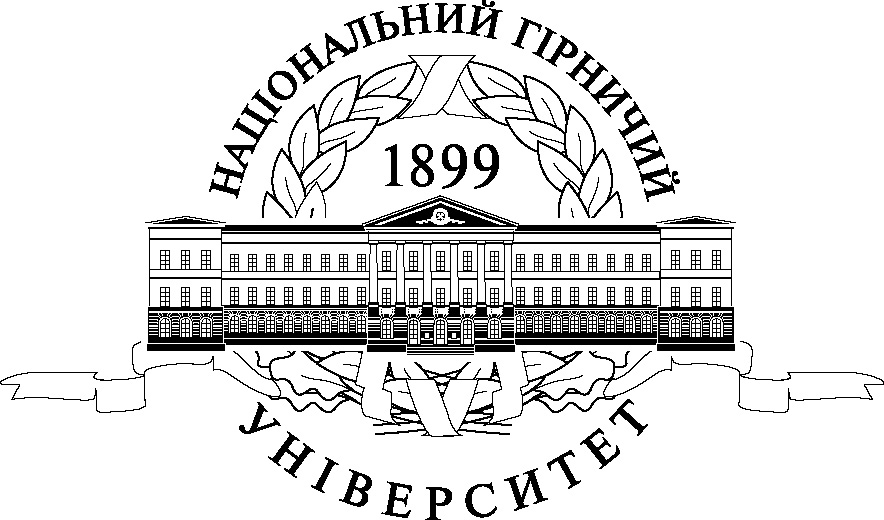 НАЦІОНАЛЬНИЙ ГІРНИЧИЙ
1899
УНІВЕРСИТЕТ